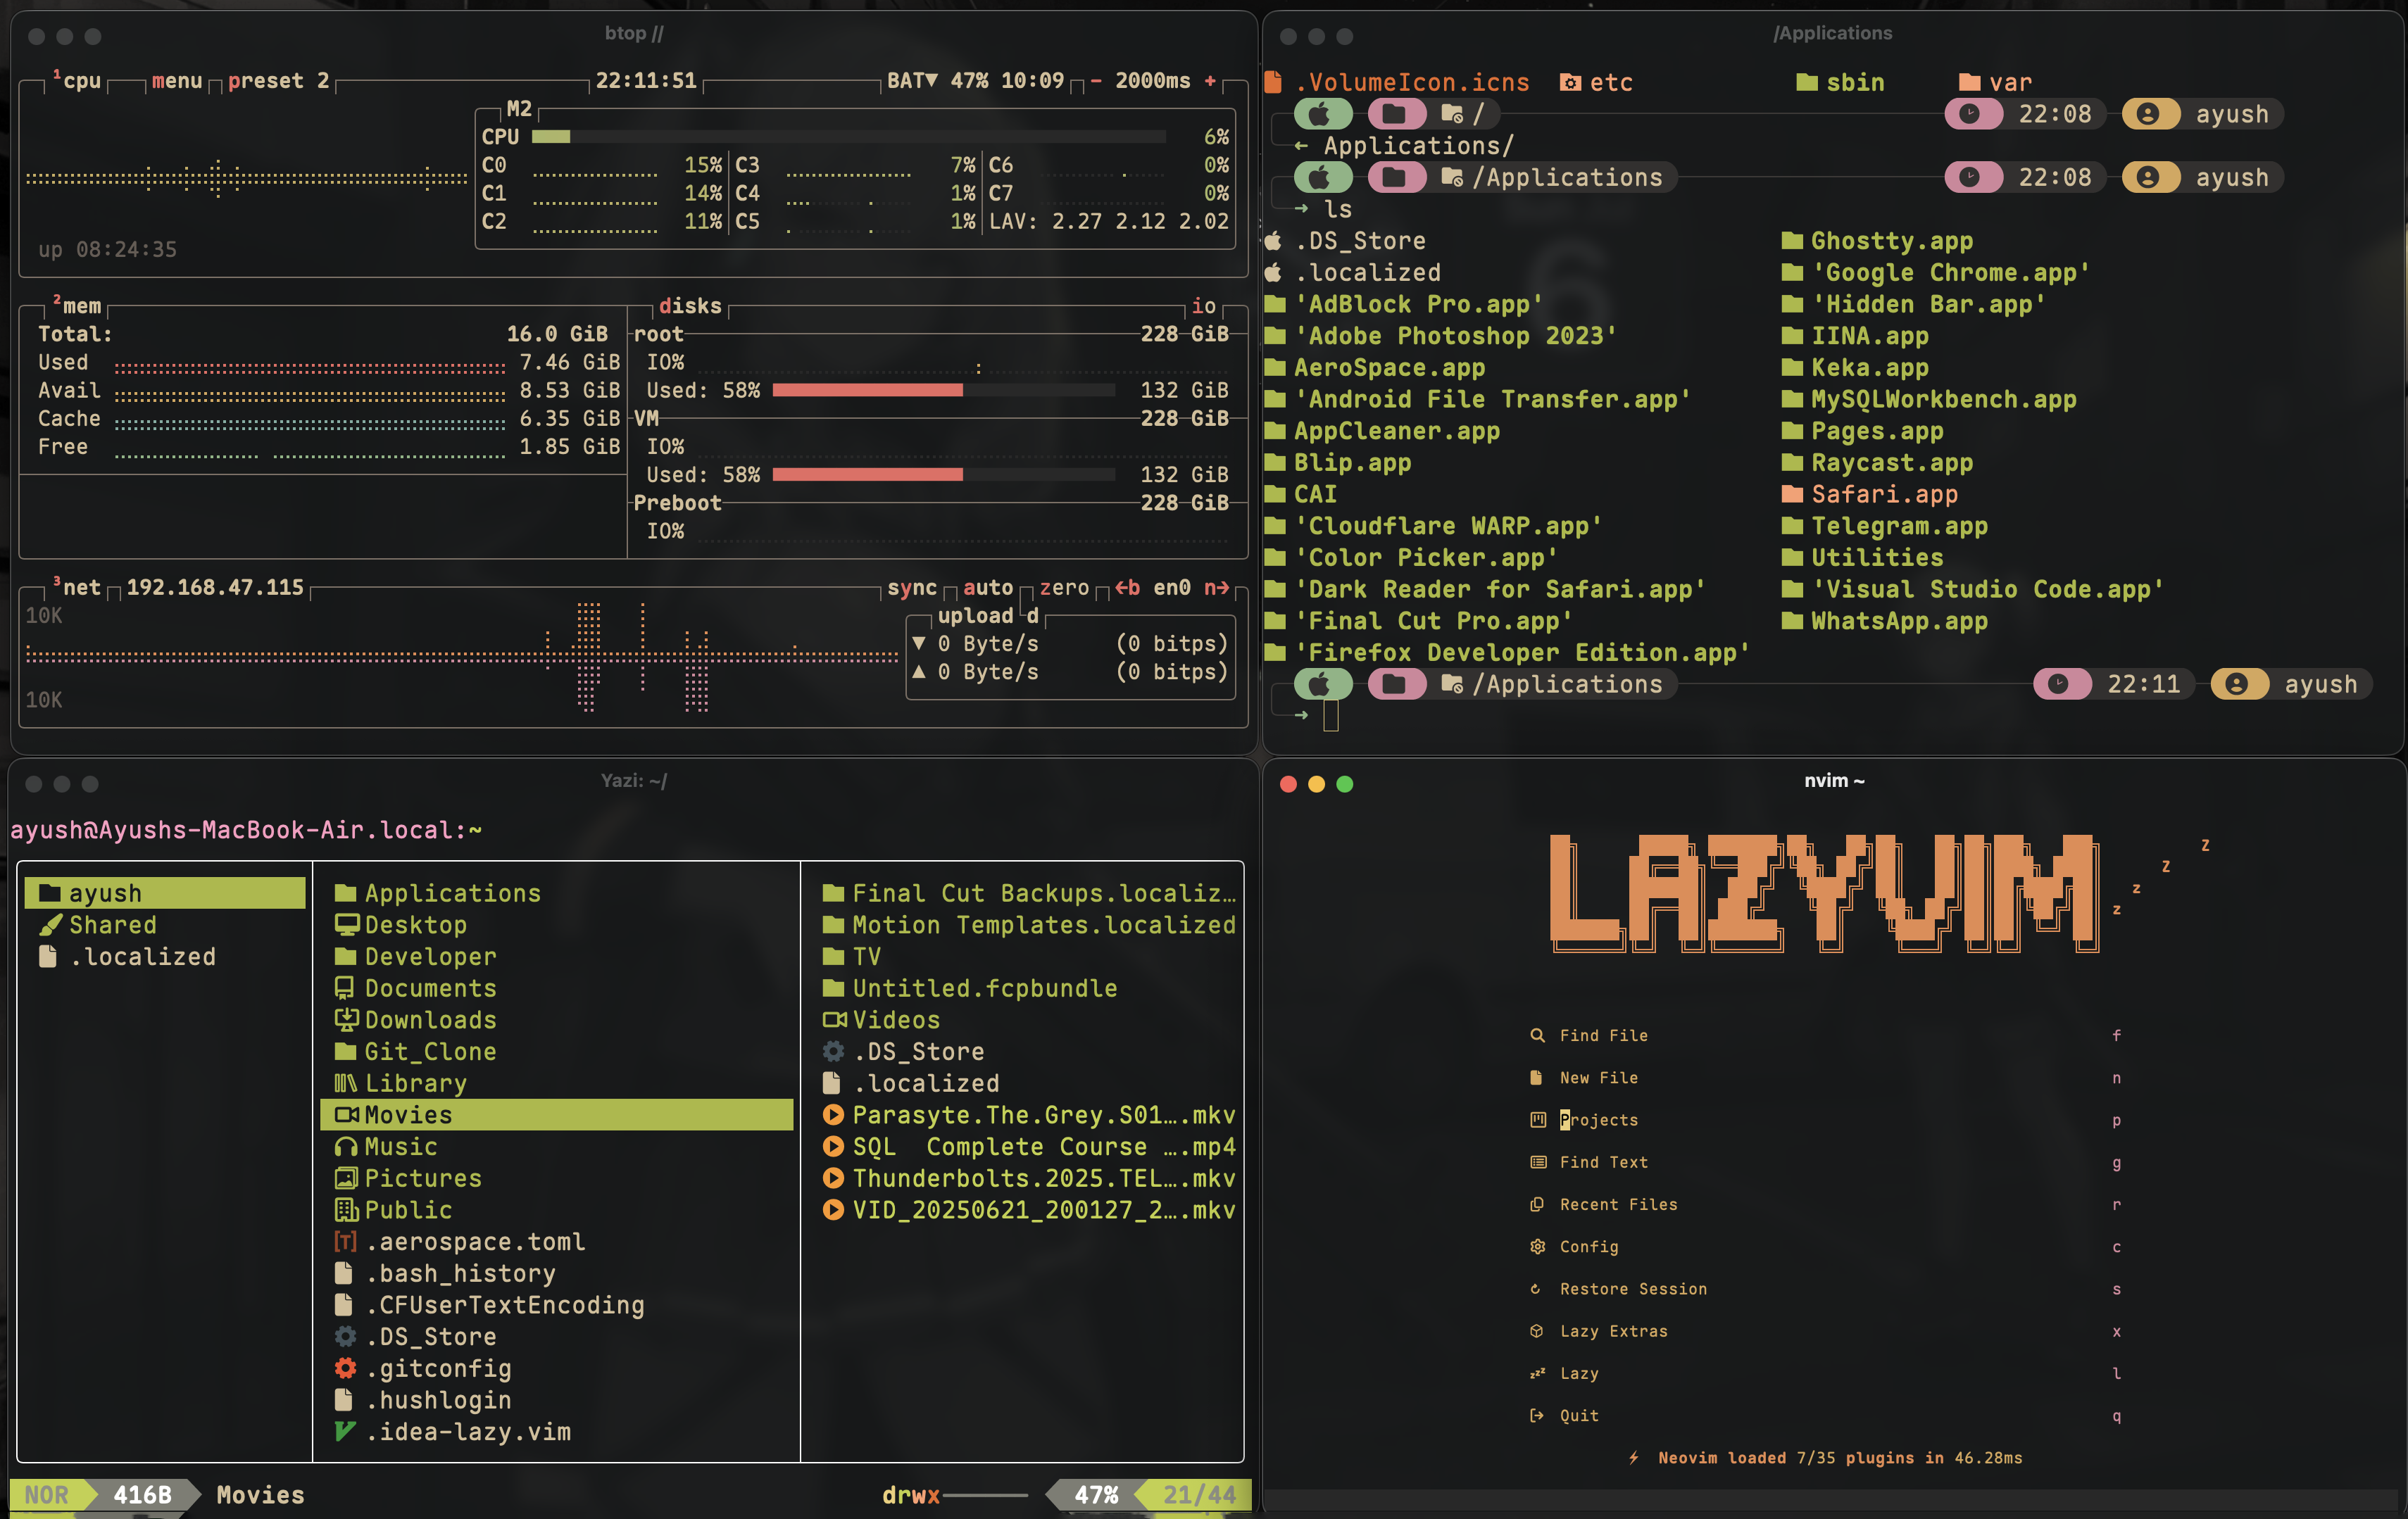 btop //
1cpu menu preset 2 22:11:51 BAT▼ 47% 10:09 - 2000ms +
M2
CPU 6%
C0 15% C3 7% C6 0%
C1 14% C4 1% C7 0%
C2 11% C5 1% LAV: 2.27 2.12 2.02
up 08:24:35
2mem disks io
Total: 16.0 GiB root 228 GiB
Used 7.46 GiB IO%
Avail 8.53 GiB Used: 58% 132 GiB
Cache 6.35 GiB VM 228 GiB
Free 1.85 GiB IO%
Used: 58% 132 GiB
Preboot 228 GiB
IO%
3net 192.168.47.115 sync auto zero ←b en0 n→
10K
upload d
▼ 0 Byte/s (0 bitps)
▲ 0 Byte/s (0 bitps)
10K
/Applications
.VolumeIcon.icns etc sbin var
/ 22:08 ayush
← Applications/
/Applications 22:08 ayush
→ ls
.DS_Store Ghostty.app
.localized 'Google Chrome.app'
'AdBlock Pro.app' 'Hidden Bar.app'
'Adobe Photoshop 2023' IINA.app
AeroSpace.app Keka.app
'Android File Transfer.app' MySQLWorkbench.app
AppCleaner.app Pages.app
Blip.app Raycast.app
CAI Safari.app
'Cloudflare WARP.app' Telegram.app
'Color Picker.app' Utilities
'Dark Reader for Safari.app' 'Visual Studio Code.app'
'Final Cut Pro.app' WhatsApp.app
'Firefox Developer Edition.app'
/Applications 22:11 ayush
→
Yazi: ~/
ayush@Ayushs-MacBook-Air.local:~
ayush Applications Final Cut Backups.localiz…
Shared Desktop Motion Templates.localized
.localized Developer TV
Documents Untitled.fcpbundle
Downloads Videos
Git_Clone .DS_Store
Library .localized
Movies Parasyte.The.Grey.S01….mkv
Music SQL  Complete Course ….mp4
Pictures Thunderbolts.2025.TEL….mkv
Public VID_20250621_200127_2….mkv
.aerospace.toml
.bash_history
.CFUserTextEncoding
.DS_Store
.gitconfig
.hushlogin
.idea-lazy.vim
NOR 416B Movies drwx------ 47% 21/44
nvim ~
LAZYVIM z z z z
Find File f
New File n
Projects p
Find Text g
Recent Files r
Config c
Restore Session s
Lazy Extras x
Lazy l
Quit q
Neovim loaded 7/35 plugins in 46.28ms